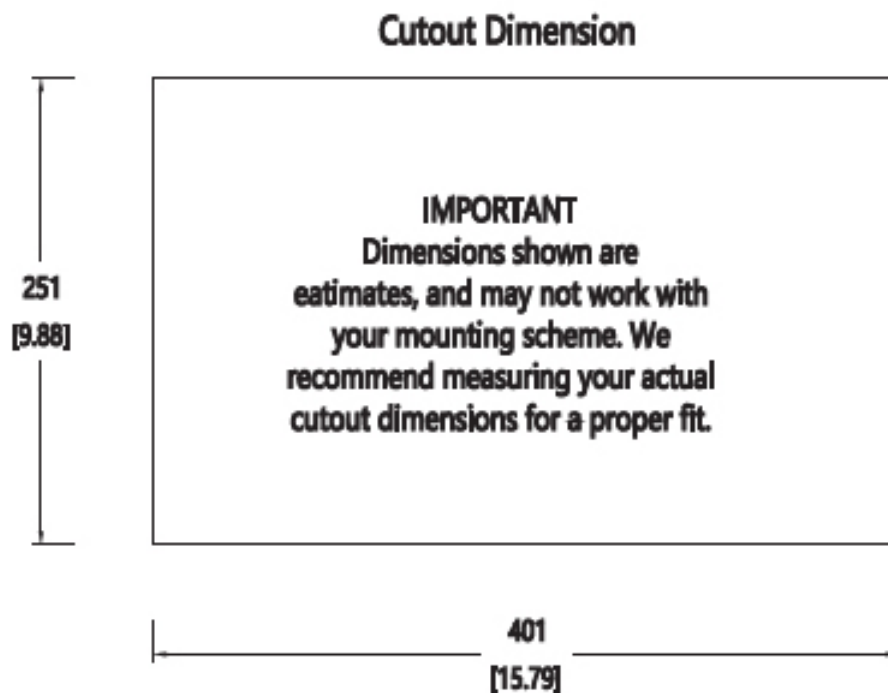 Cutout Dimension
IMPORTANT
Dimensions shown are
eatimates, and may not work with
your mounting scheme. We
recommend measuring your actual
cutout dimensions for a proper fit.
251
[9.88]
401
[15.79]